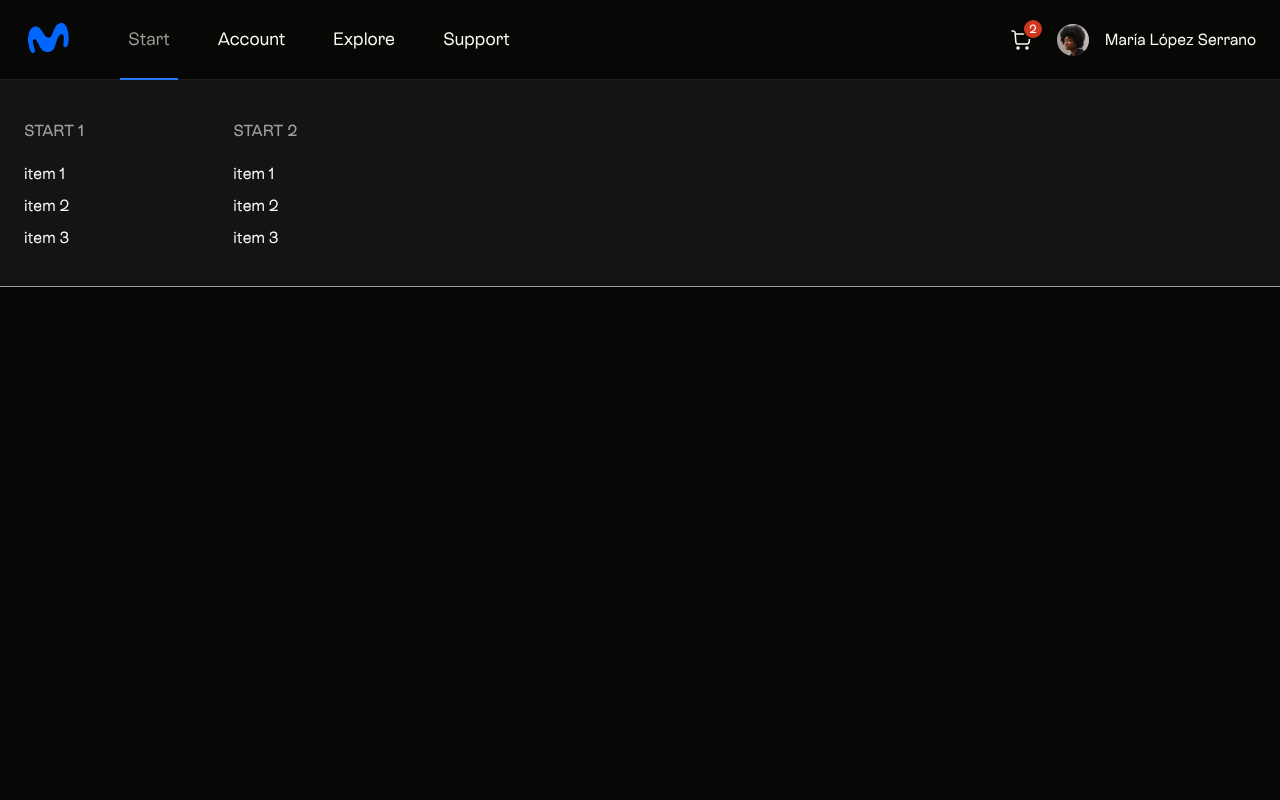 Start Account Explore Support 2 María López Serrano
START 1 START 2
item 1 item 1
item 2 item 2
item 3 item 3